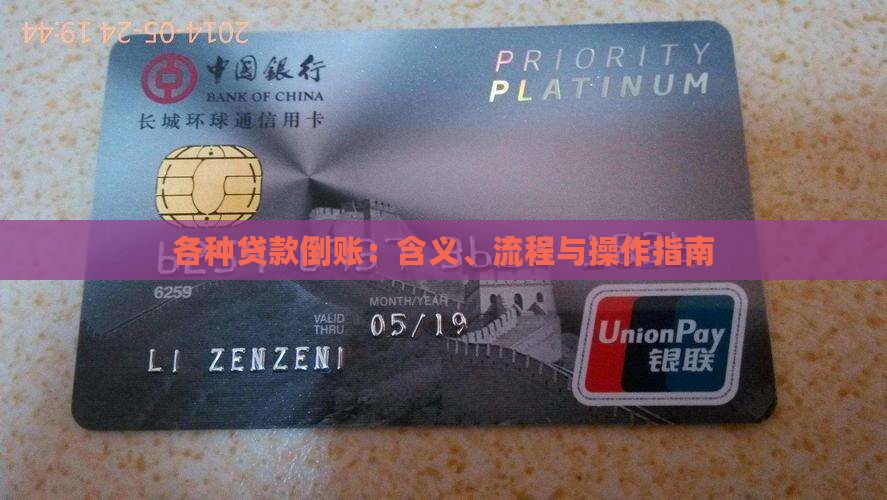 2014-05-24 19:44
中国銀行
BANK OF CHINA
长城环球通信用卡
PRIORITY
PLATINUM
各种贷款倒账：含义、流程与操作指南
6259
MONTH/YEAR
VALID
THRU
05/19
LI ZENZENI
UnionPay
银联